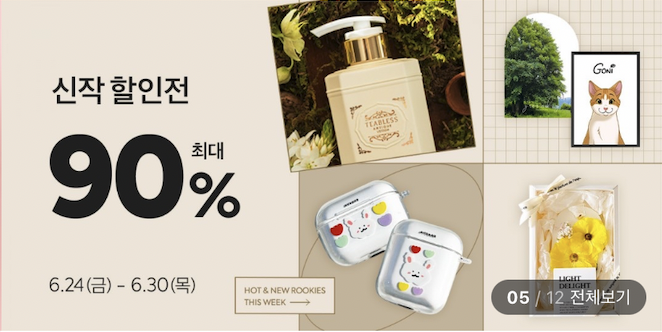 신작 할인전
최대
90%
6.24(금) - 6.30(목)
HOT & NEW ROOKIES
THIS WEEK
TEARLESS
GONI
LIGHT
DELIGHT
05 / 12 전체보기